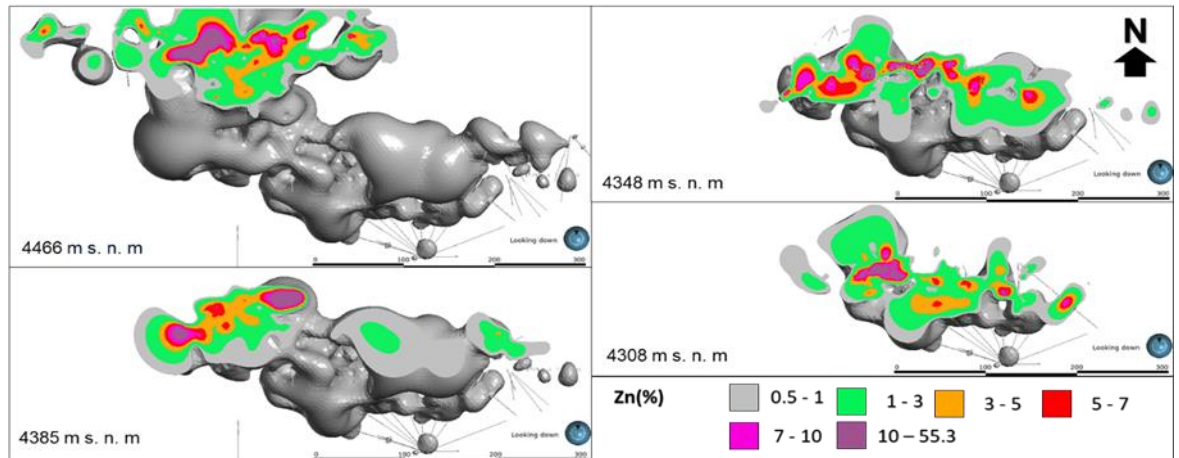 N
Looking down
4466 m s. n. m
0 100 200 300
Looking down
4348 m s. n. m
0 100 200 300
Looking down
4385 m s. n. m
0 100 200 300
Looking down
4308 m s. n. m
0 100 200 300
Zn(%)
0.5 - 1
1 - 3
3 - 5
5 - 7
7 - 10
10 – 55.3